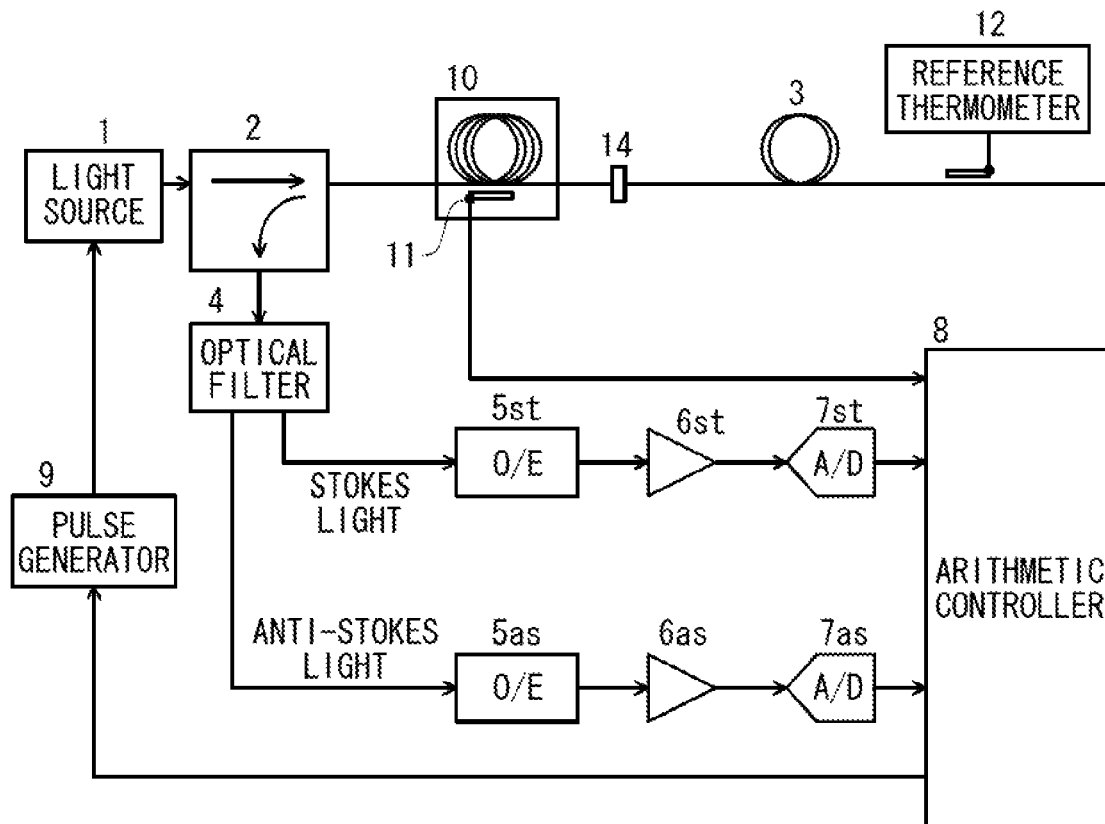 12
REFERENCE
THERMOMETER
10
3
1
2
14
LIGHT
SOURCE
11
4
OPTICAL
FILTER
8
5st
6st
7st
O/E
A/D
STOKES
LIGHT
9
PULSE
GENERATOR
ARITHMETIC
CONTROLLER
ANTI-STOKES
LIGHT
5as
6as
7as
O/E
A/D